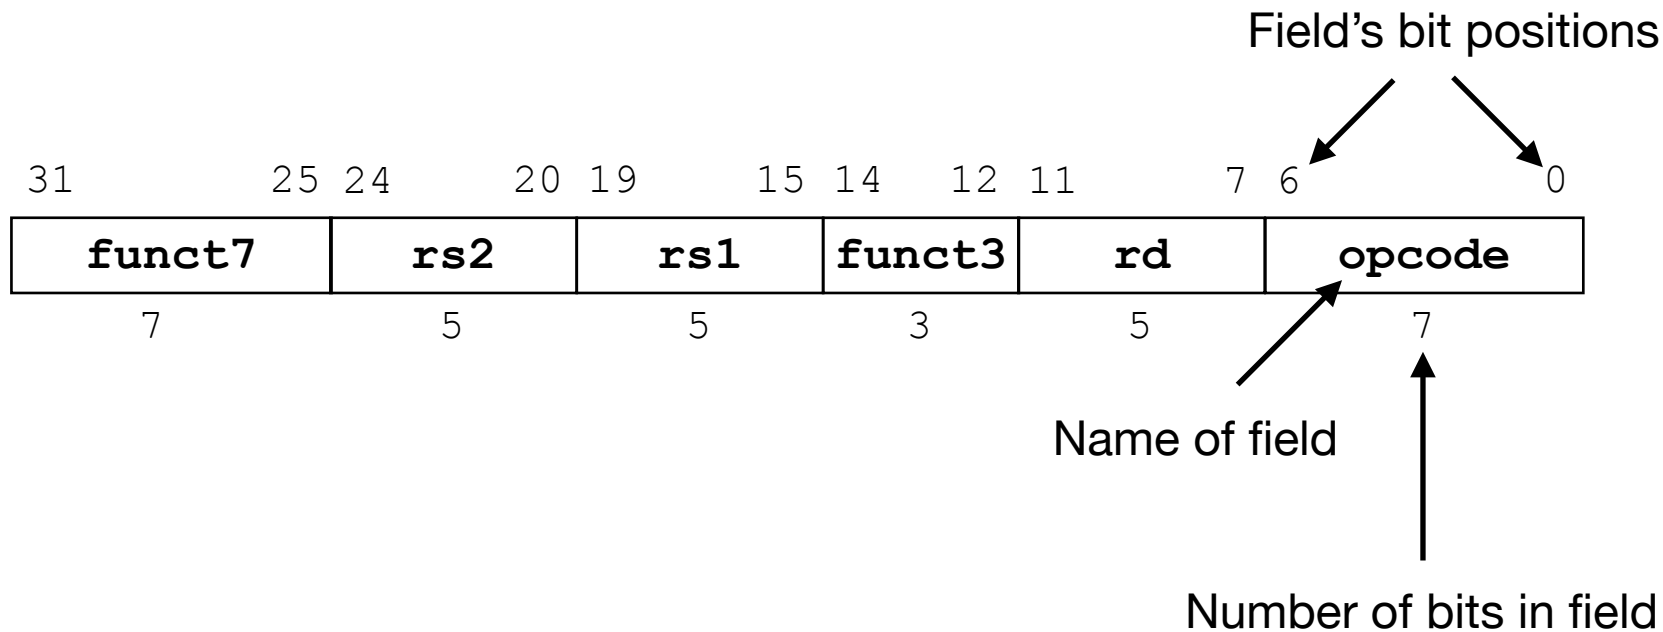 Field's bit positions
31 25 24 20 19 15 14 12 11 7 6 0
funct7 rs2 rs1 funct3 rd opcode
7 5 5 3 5 7
Name of field
Number of bits in field